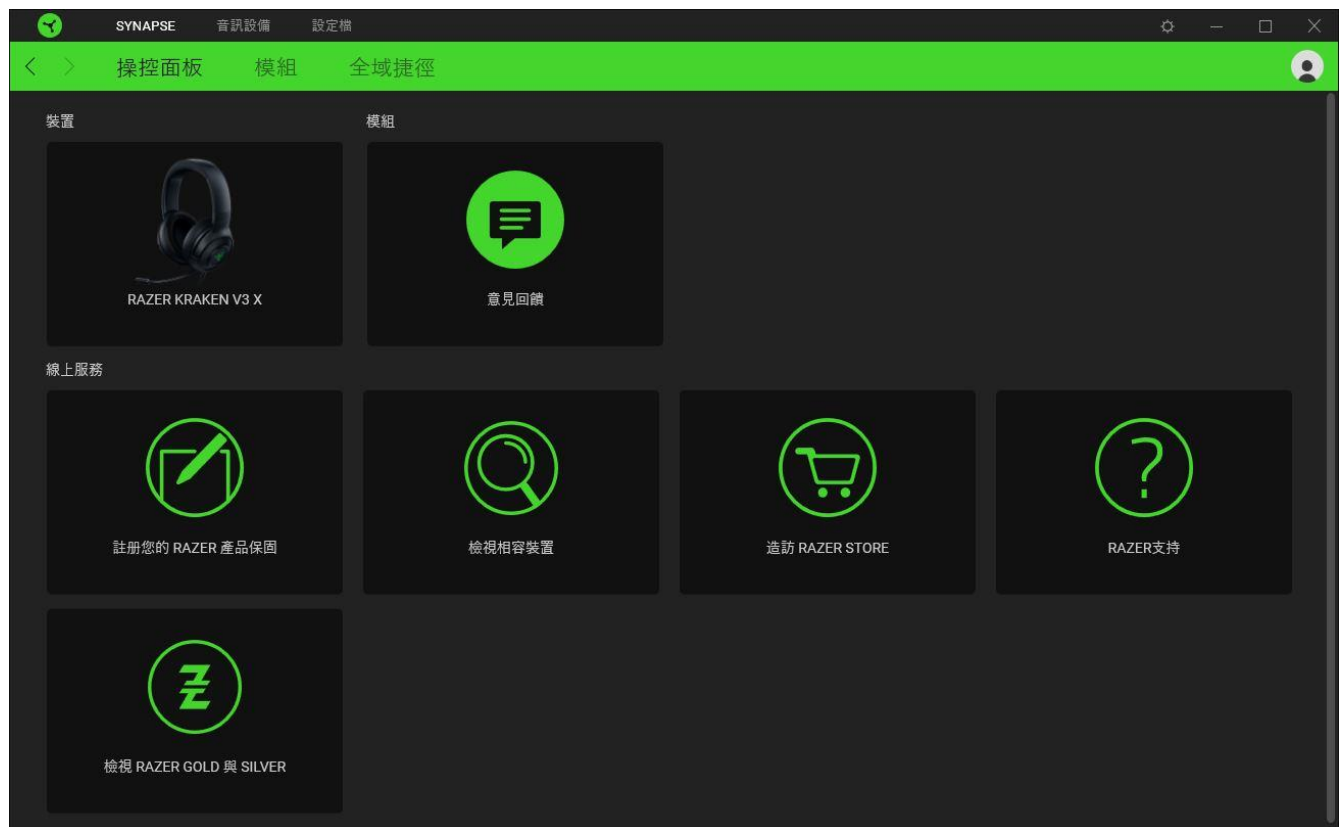 SYNAPSE 音訊設備 設定檔
操控面板 模組 全域捷徑
裝置 模組
RAZER KRAKEN V3 X
意見回饋
線上服務
註册您的 RAZER 產品保固
檢視相容裝置
造訪 RAZER STORE
RAZER支持
檢視 RAZER GOLD 與 SILVER